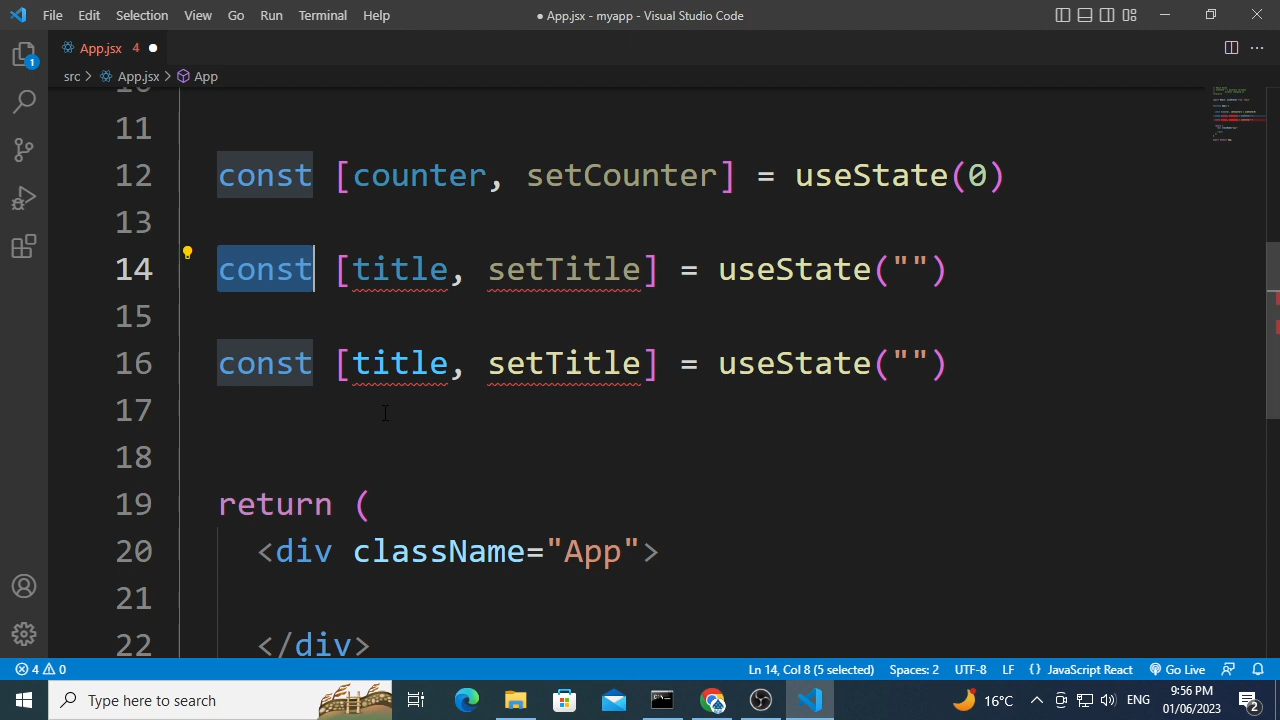 File Edit Selection View Go Run Terminal Help
● App.jsx - myapp - Visual Studio Code
App.jsx 4
src > App.jsx > App
10
11
12 const [counter, setCounter] = useState(0)
13
14 const [title, setTitle] = useState("")
15
16 const [title, setTitle] = useState("")
17
18
19 return (
20 <div className="App">
21
22 </div>
1
4 0
Ln 14, Col 8 (5 selected) Spaces: 2 UTF-8 LF {} JavaScript React Go Live
Type here to search
16°C
ENG
9:56 PM
01/06/2023
2